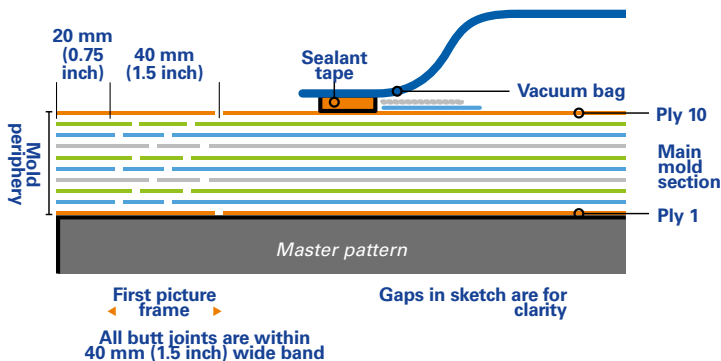 20 mm
(0.75
inch)
40 mm
(1.5 inch)
Sealant
tape
Vacuum bag
Ply 10
Mold
periphery
Main
mold
section
Ply 1
Master pattern
First picture
frame
Gaps in sketch are for
clarity
All butt joints are within
40 mm (1.5 inch) wide band